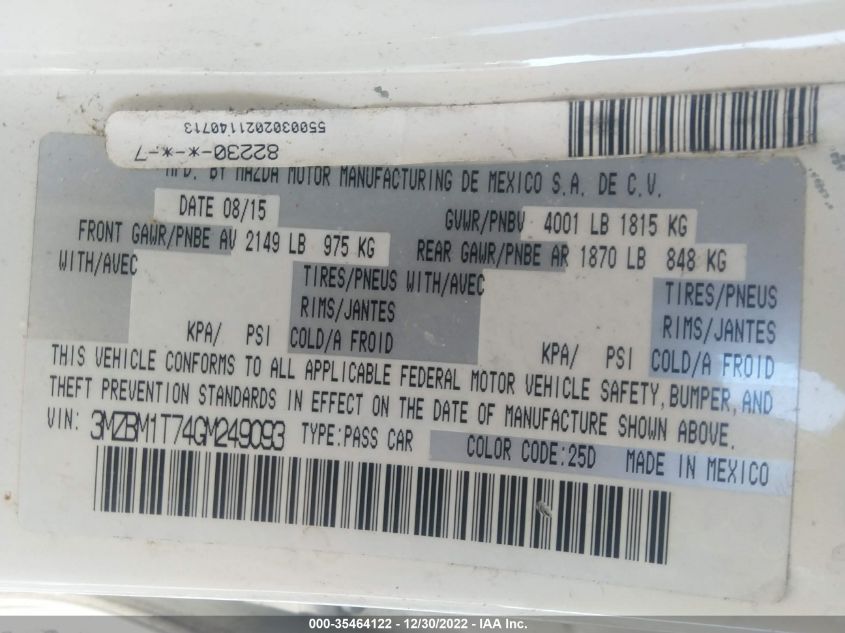 5500302021140713
82230-*-*-7
MFD. BY MAZDA MOTOR MANUFACTURING DE MEXICO S.A. DE C.V.
DATE 08/15 GVWR/PNBV 4001 LB 1815 KG
FRONT GAWR/PNBE AV 2149 LB 975 KG REAR GAWR/PNBE AR 1870 LB 848 KG
WITH/AVEC TIRES/PNEUS WITH/AVEC TIRES/PNEUS
RIMS/JANTES RIMS/JANTES
KPA/ PSI COLD/A FROID KPA/ PSI COLD/A FROID
THIS VEHICLE CONFORMS TO ALL APPLICABLE FEDERAL MOTOR VEHICLE SAFETY, BUMPER, AND
THEFT PREVENTION STANDARDS IN EFFECT ON THE DATE OF MANUFACTURE SHOWN ABOVE.
VIN: 3MZBM1T74GM249093 TYPE:PASS CAR COLOR CODE:25D MADE IN MEXICO
000-35464122 - 12/30/2022 - IAA Inc.